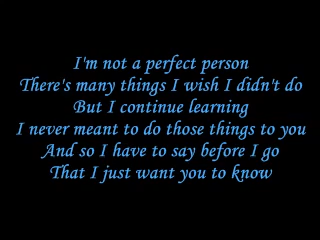 I'm not a perfect person
There's many things I wish I didn't do
But I continue learning
I never meant to do those things to you
And so I have to say before I go
That I just want you to know